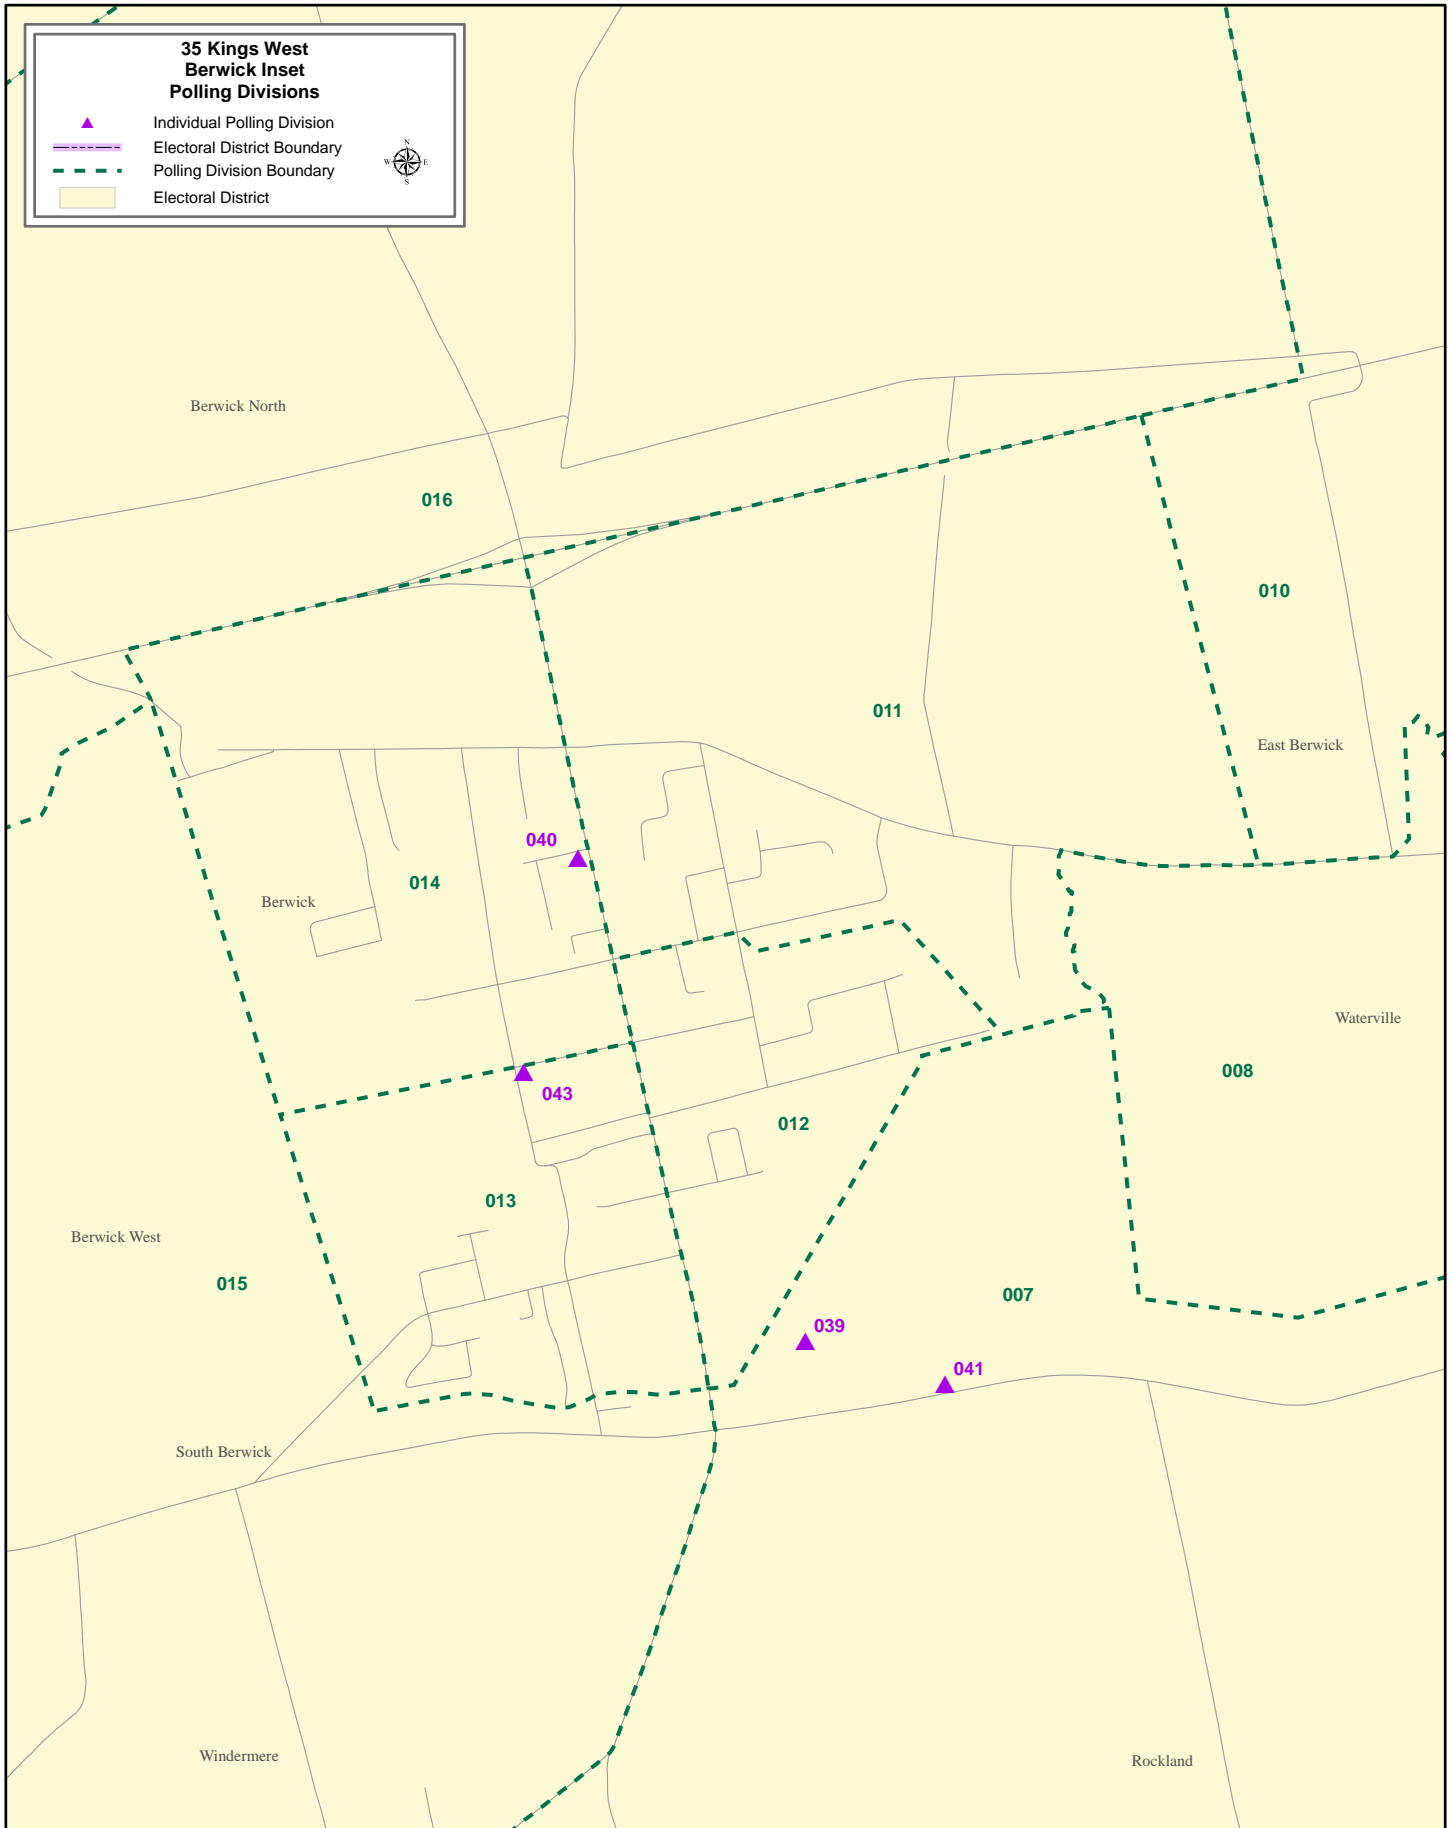 35 Kings West
Berwick Inset
Polling Divisions
Individual Polling Division
Electoral District Boundary
Polling Division Boundary
Electoral District
N
W E
S
Berwick North
016
010
011
East Berwick
040
014
Berwick
Waterville
008
043
012
013
Berwick West
015
007
039
041
South Berwick
Windermere
Rockland